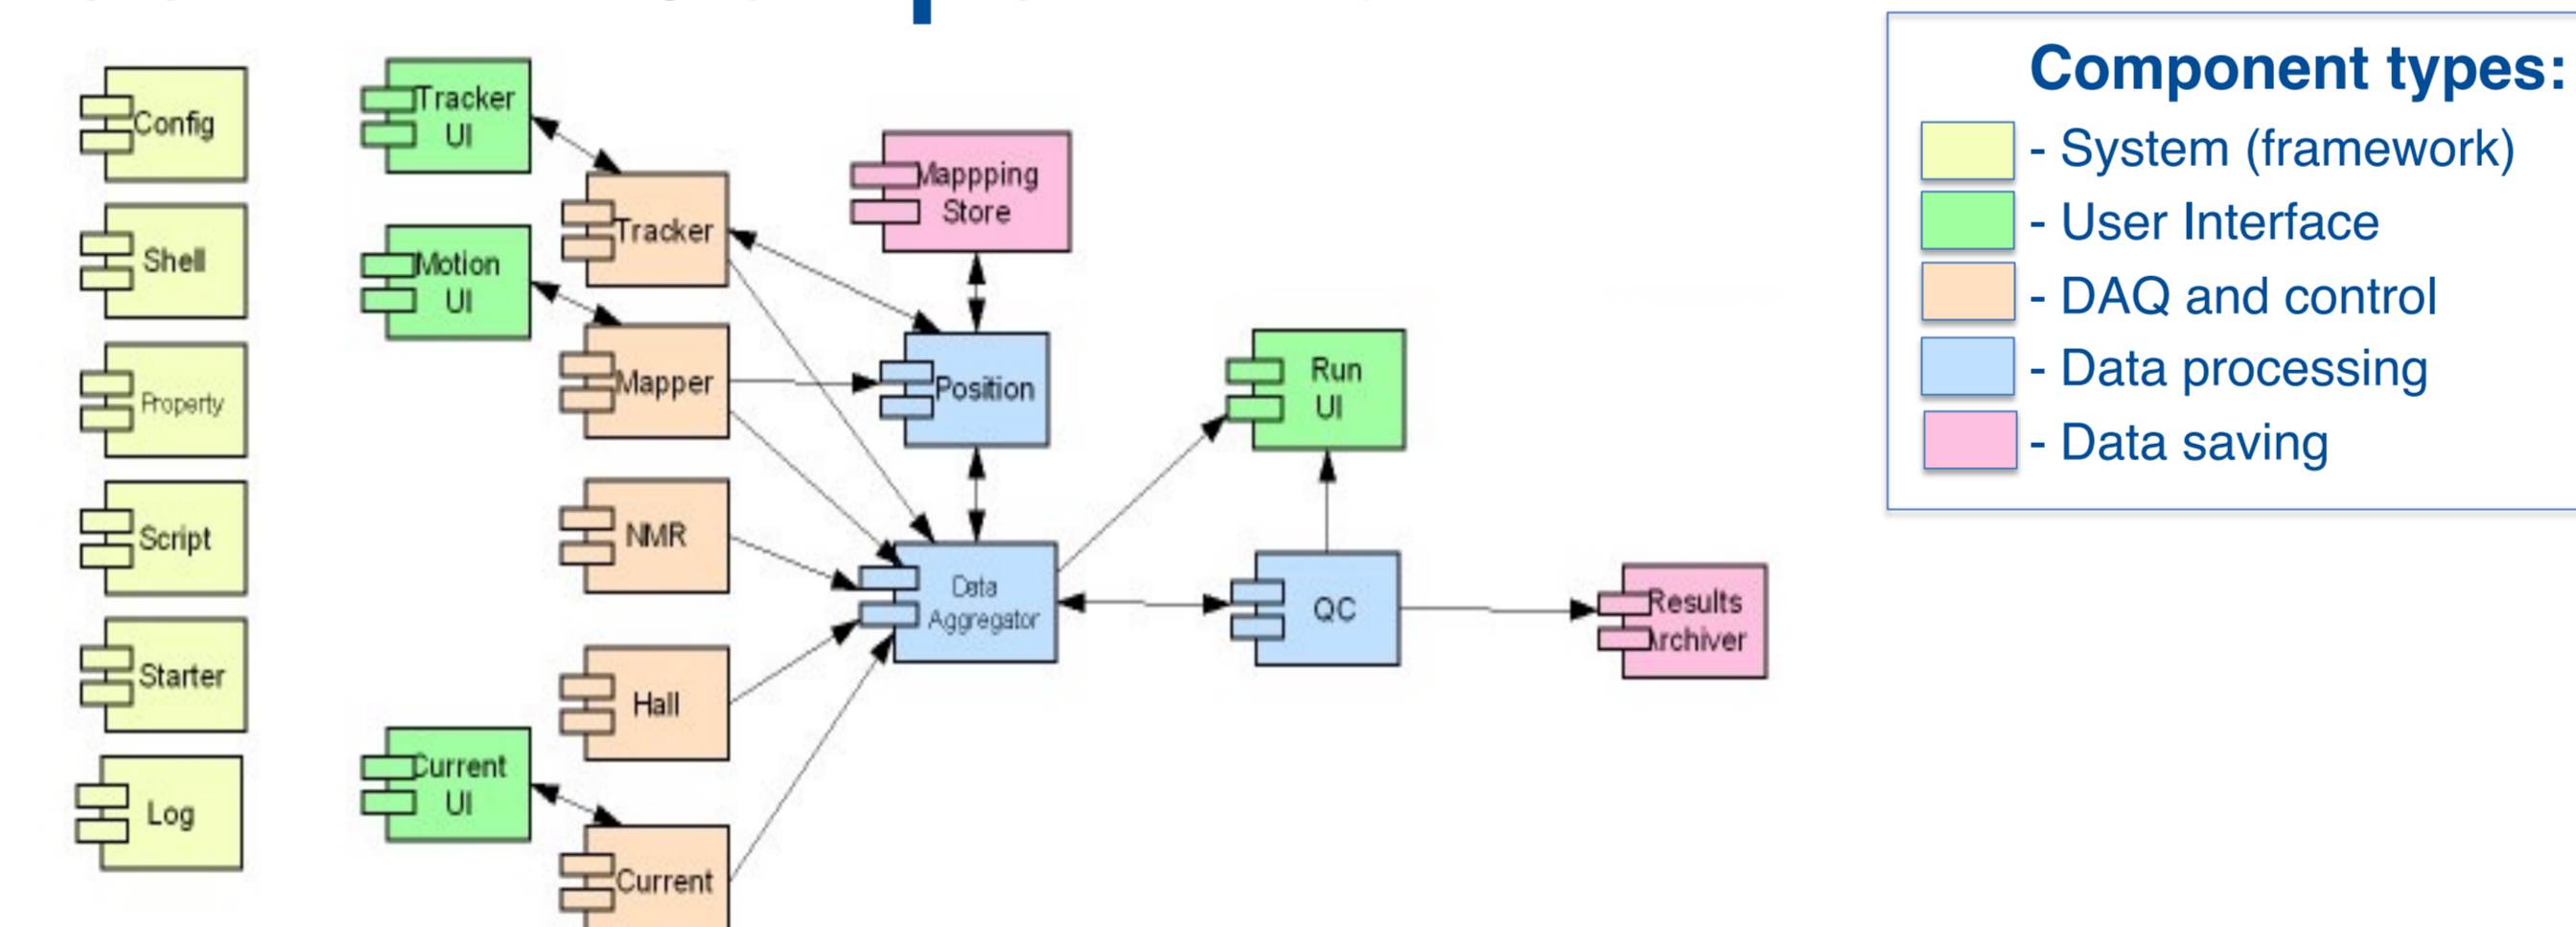 Config
Shell
Property
Script
Starter
Log
Tracker
UI
Motion
UI
Current
UI
Tracker
Mapper
NMR
Hall
Current
Mappping
Store
Position
Data
Aggregator
Run
UI
QC
Results
Archiver
Component types:
- System (framework)
- User Interface
- DAQ and control
- Data processing
- Data saving